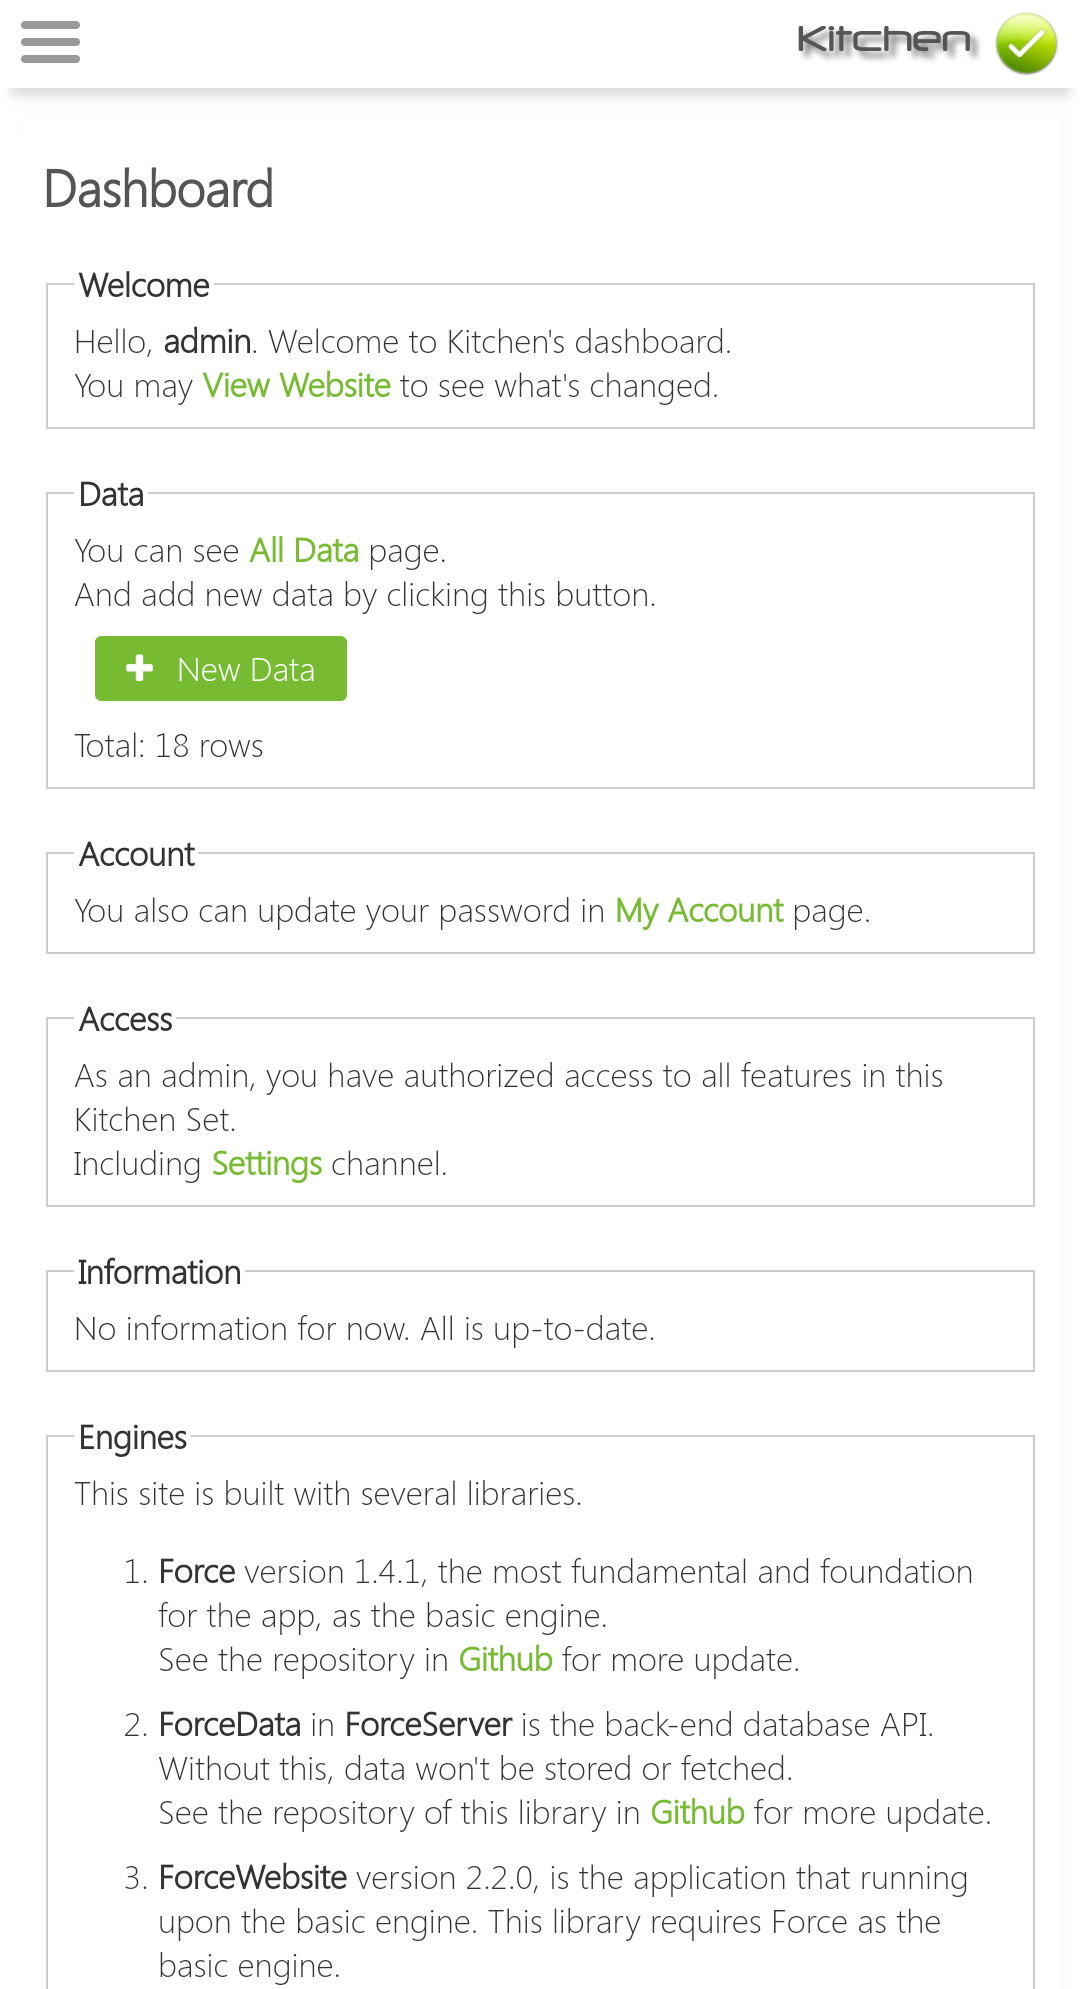 Kitchen
Dashboard
Welcome
Hello, admin. Welcome to Kitchen's dashboard.
You may View Website to see what's changed.
Data
You can see All Data page.
And add new data by clicking this button.
New Data
Total: 18 rows
Account
You also can update your password in My Account page.
Access
As an admin, you have authorized access to all features in this
Kitchen Set.
Including Settings channel.
Information
No information for now. All is up-to-date.
Engines
This site is built with several libraries.
1. Force version 1.4.1, the most fundamental and foundation
for the app, as the basic engine.
See the repository in Github for more update.
2. ForceData in ForceServer is the back-end database API.
Without this, data won't be stored or fetched.
See the repository of this library in Github for more update.
3. ForceWebsite version 2.2.0, is the application that running
upon the basic engine. This library requires Force as the
basic engine.